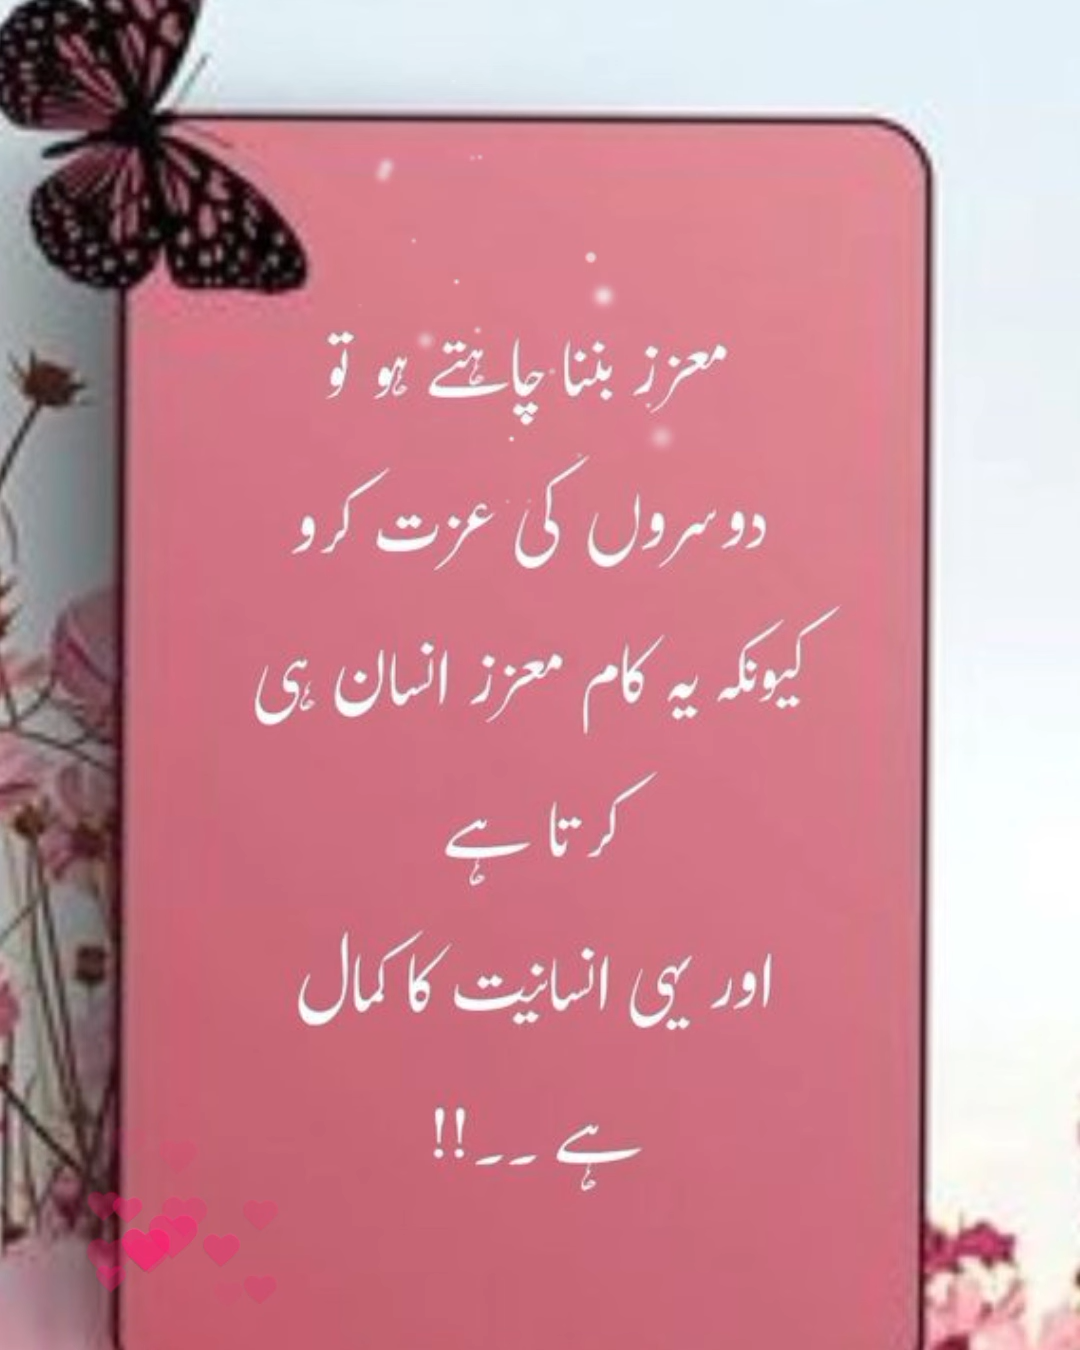 معزز بننا چاہتے ہو تو
دوسروں کی عزت کرو
کیونکہ یہ کام معزز انسان ہی
کرتا ہے
اور یہی انسانیت کا کمال
ہے ۔۔!!